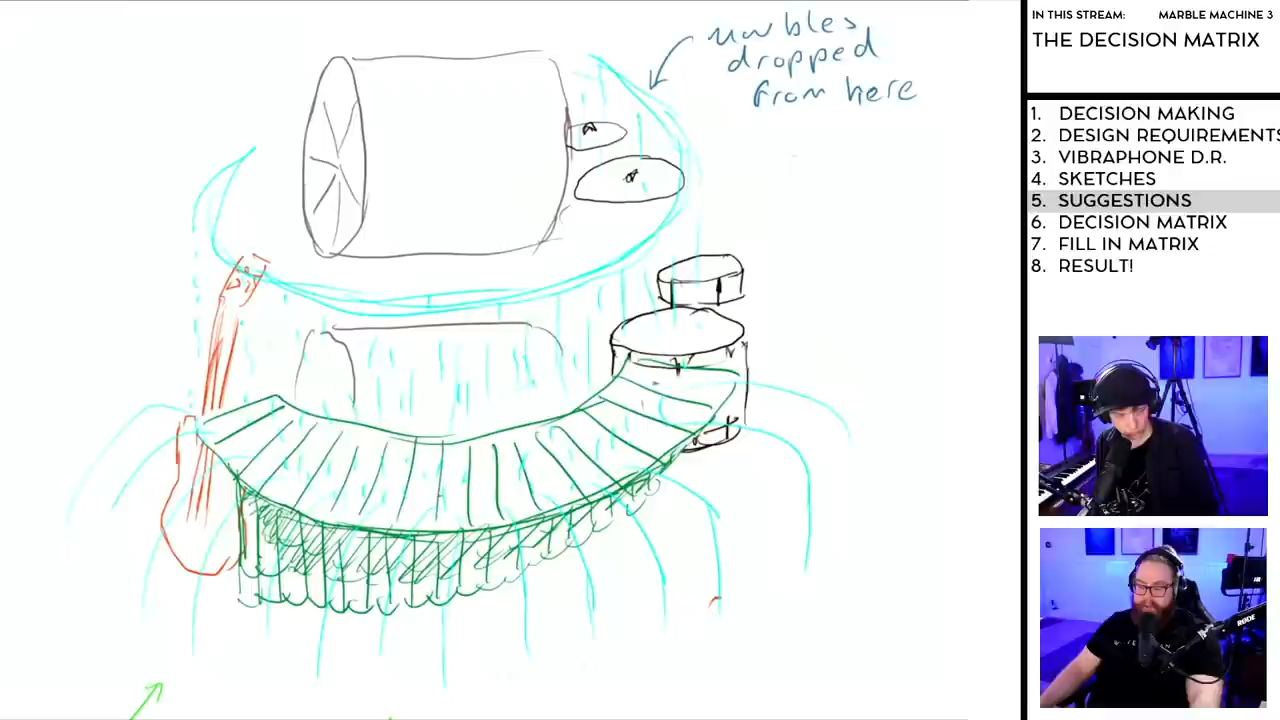 marbles
dropped
from here
IN THIS STREAM: MARBLE MACHINE 3
THE DECISION MATRIX
1. DECISION MAKING
2. DESIGN REQUIREMENTS
3. VIBRAPHONE D.R.
4. SKETCHES
5. SUGGESTIONS
6. DECISION MATRIX
7. FILL IN MATRIX
8. RESULT!
RODE